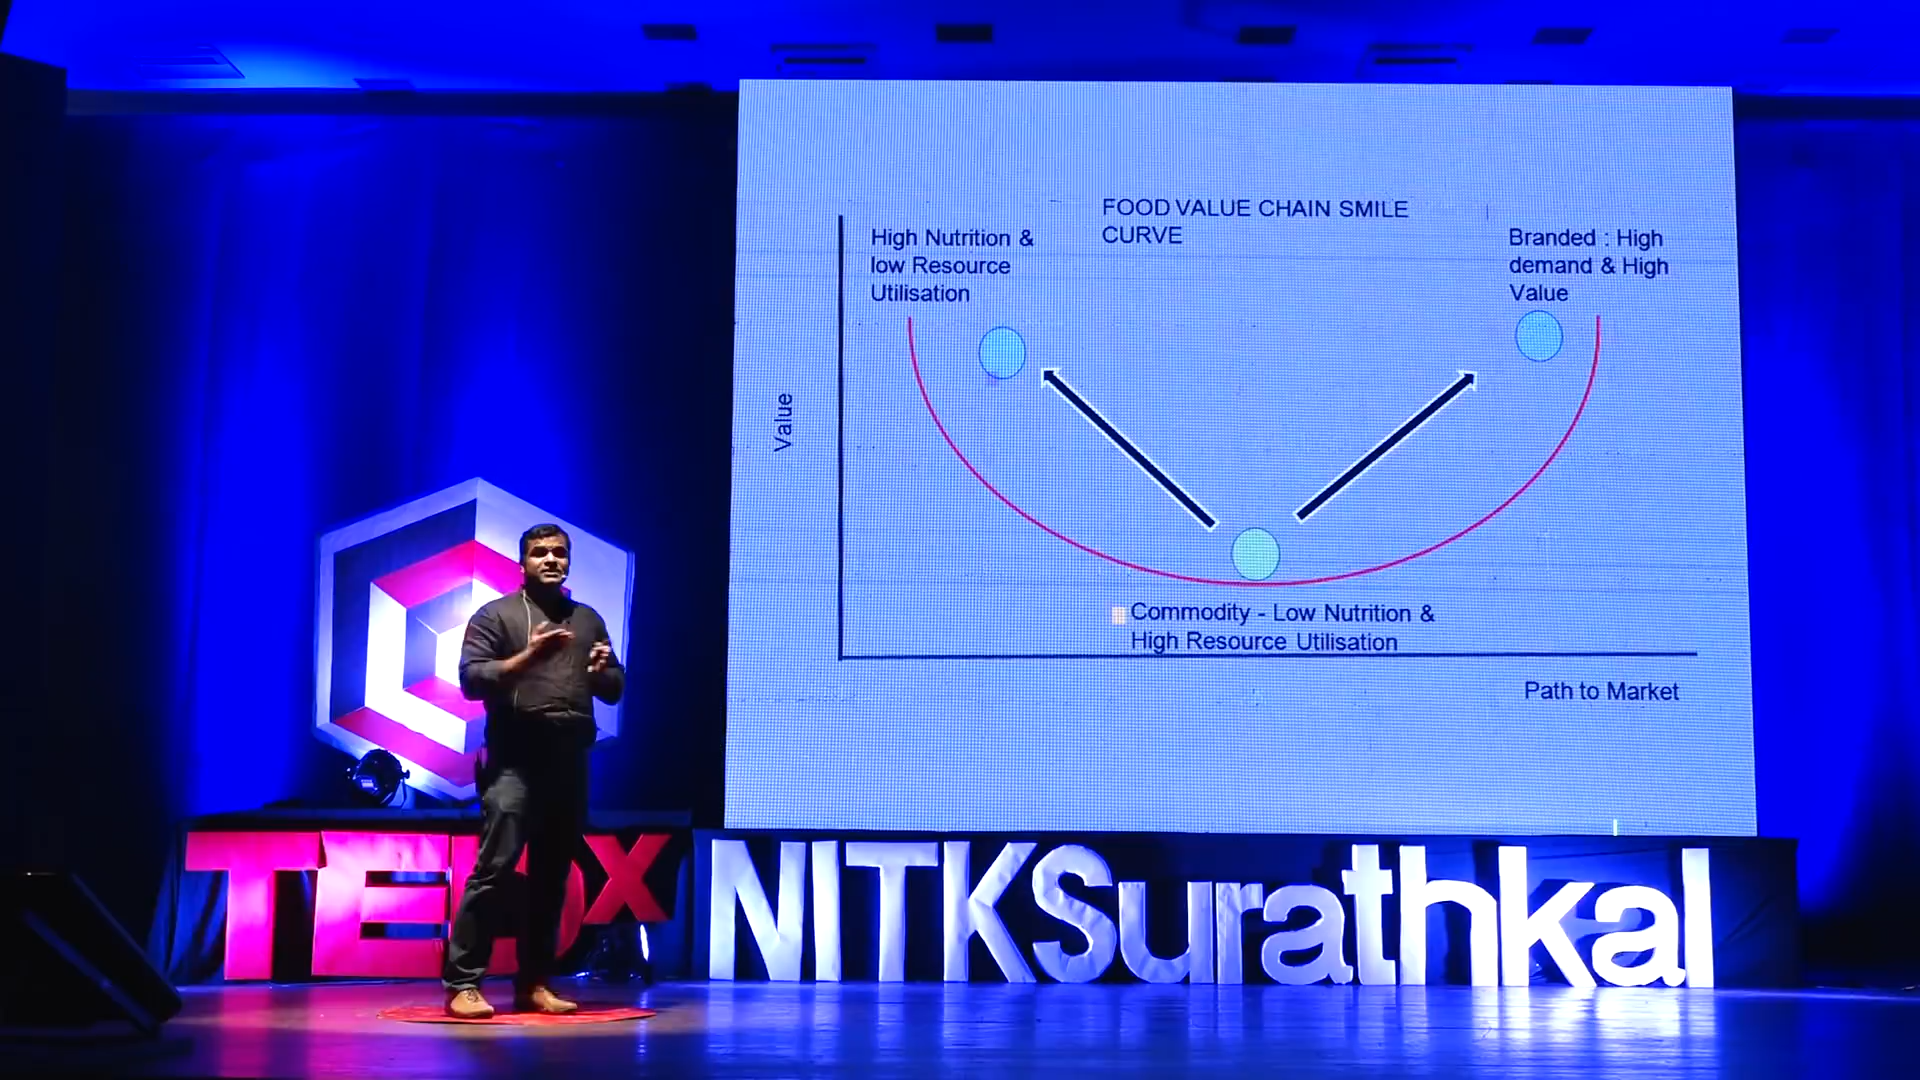 FOOD VALUE CHAIN SMILE
CURVE
High Nutrition &
low Resource
Utilisation
Branded : High
demand & High
Value
Value
Commodity - Low Nutrition &
High Resource Utilisation
Path to Market
TEDx NITKSurathkal